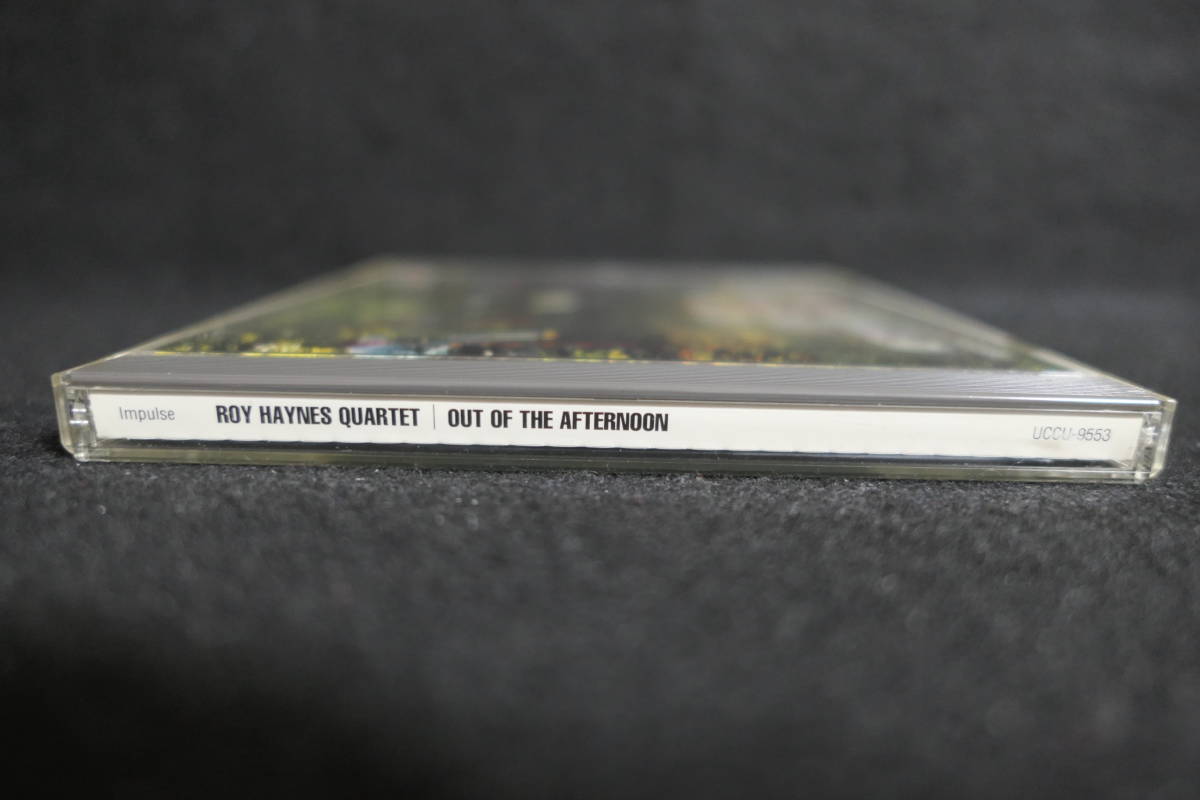 Impulse ROY HAYNES QUARTET | OUT OF THE AFTERNOON UCCU-9553